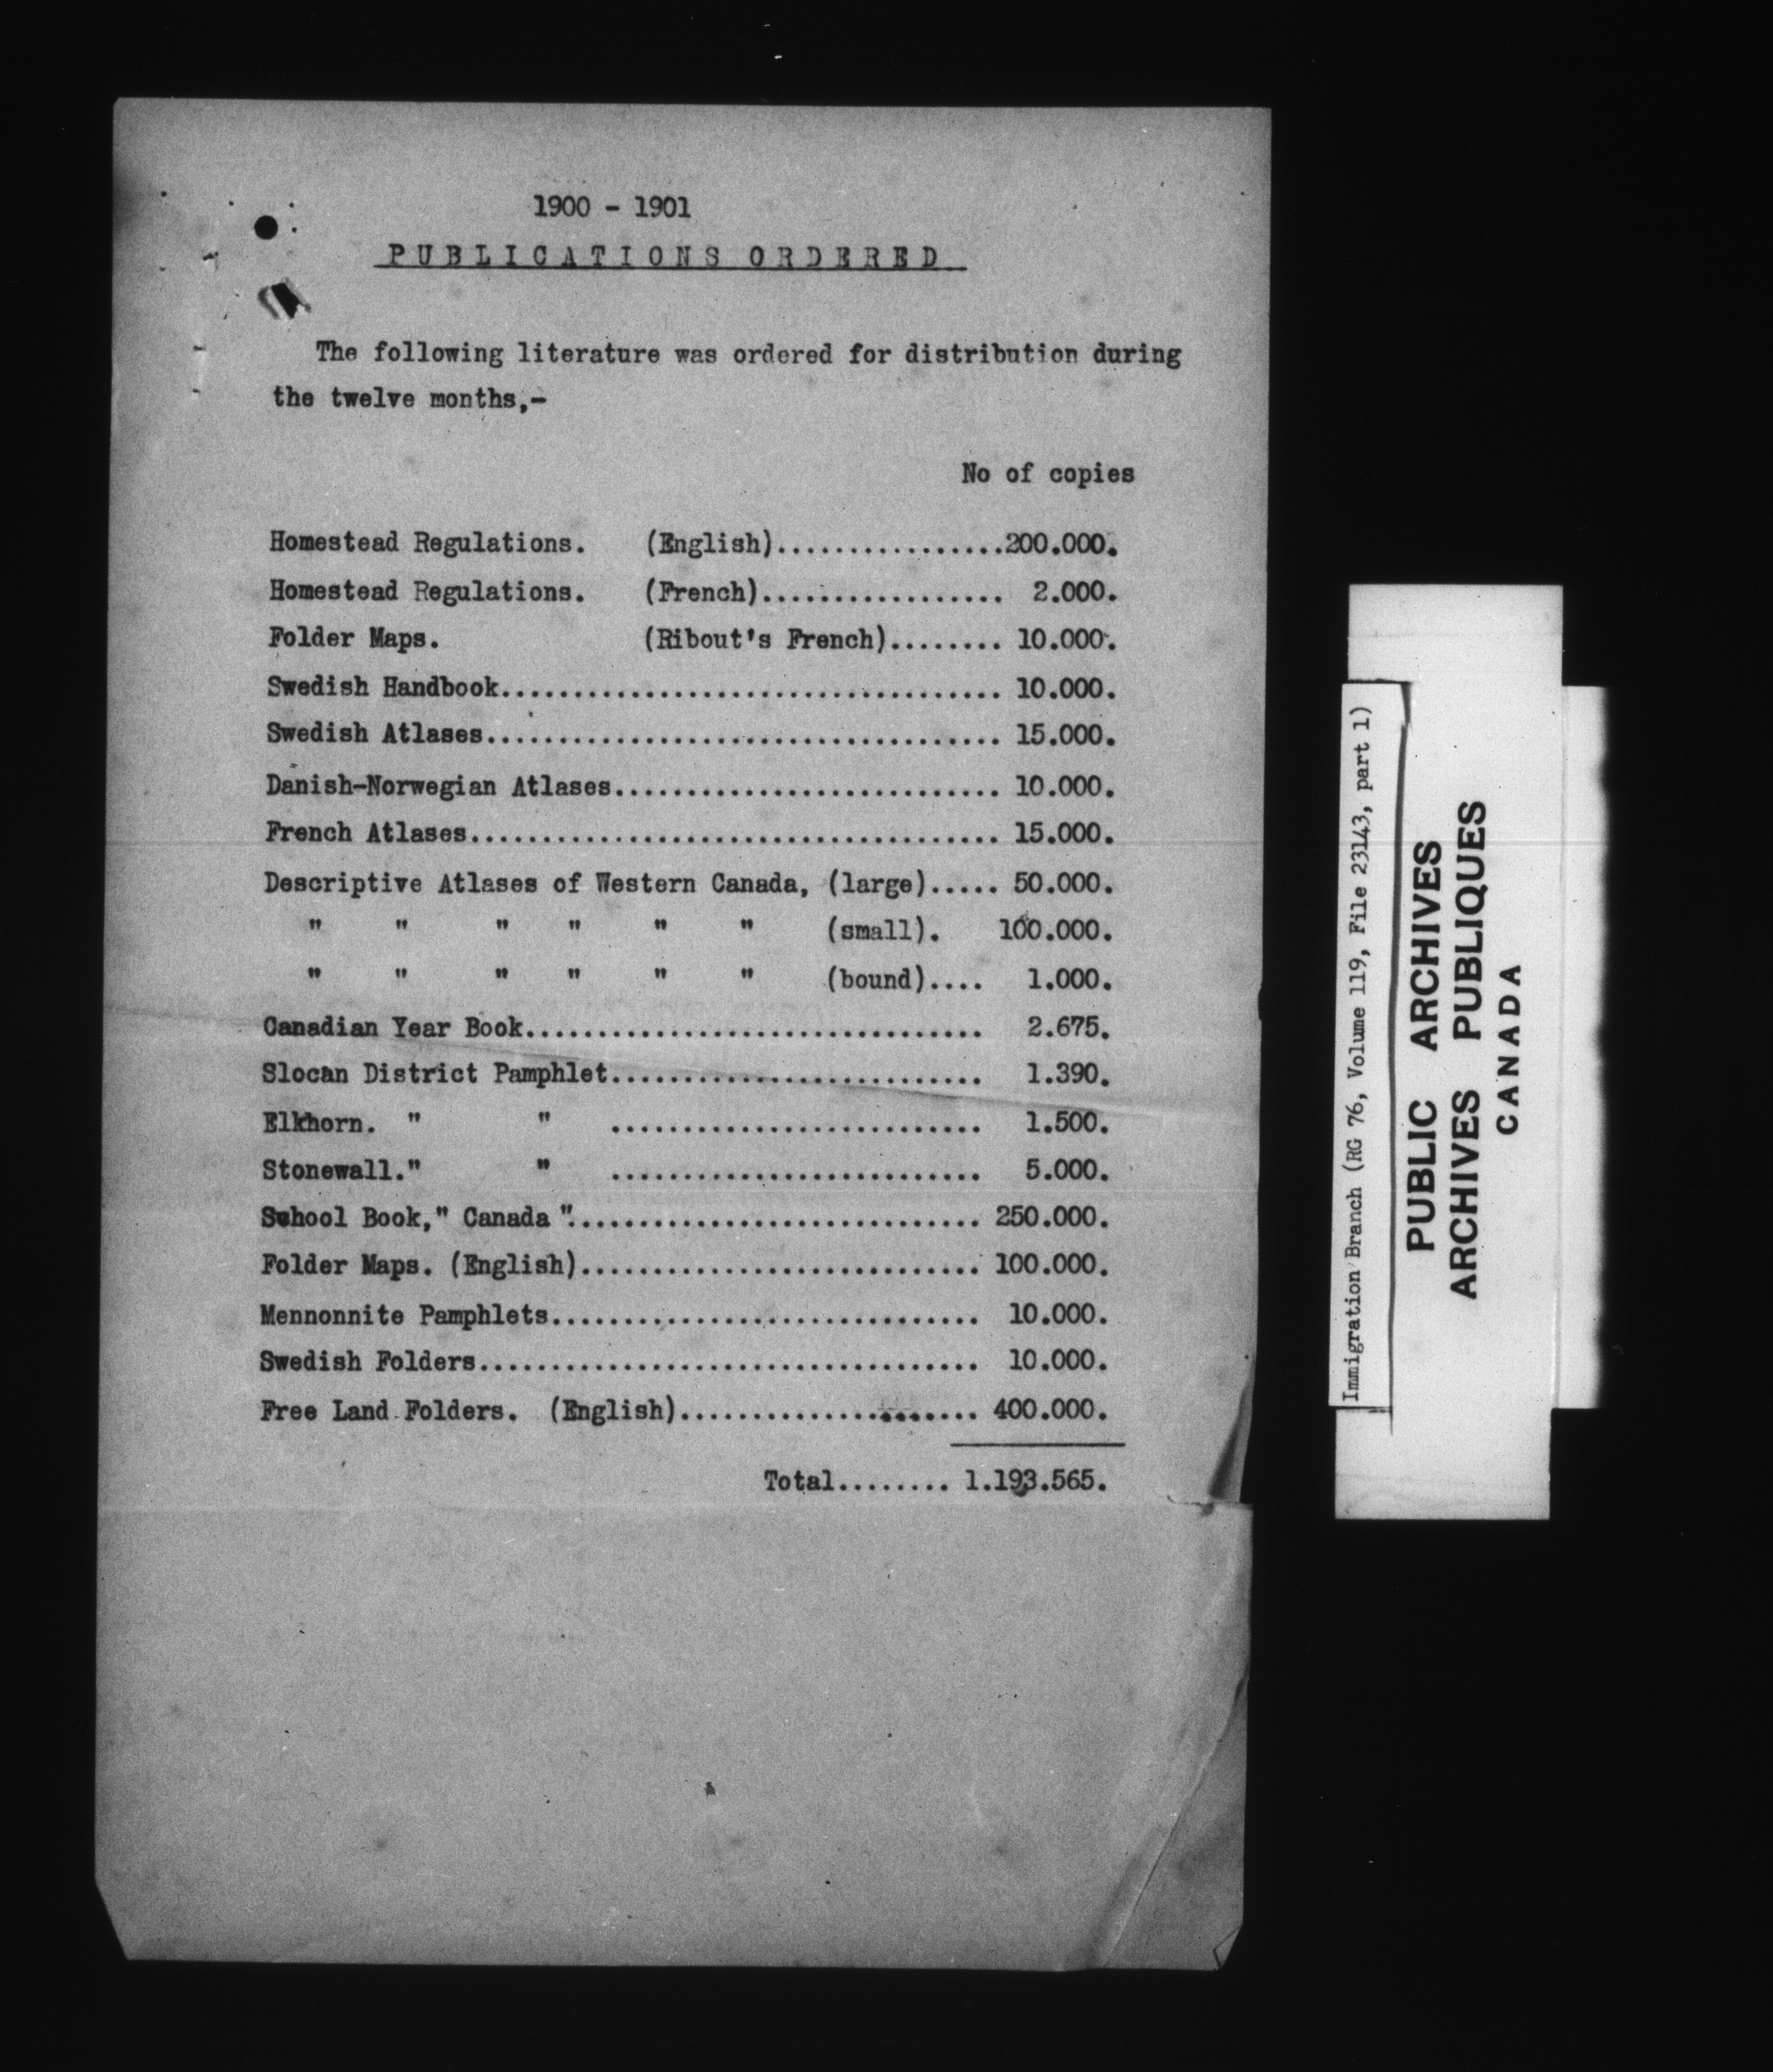 1900 - 1901
PUBLICATIONS ORDERED
The following literature was ordered for distribution during
the twelve months,-
No of copies
Homestead Regulations. (English)................200.000.
Homestead Regulations. (French)................. 2.000.
Folder Maps. (Ribout's French)........ 10.000.
Swedish Handbook................................... 10.000.
Swedish Atlases.................................... 15.000.
Danish-Norwegian Atlases........................... 10.000.
French Atlases..................................... 15.000.
Descriptive Atlases of Western Canada, (large)..... 50.000.
" " " " " " (small). 100.000.
" " " " " " (bound).... 1.000.
Canadian Year Book................................ 2.675.
Slocan District Pamphlet.......................... 1.390.
Elkhorn. " " .......................... 1.500.
Stonewall." " .......................... 5.000.
School Book," Canada "............................. 250.000.
Folder Maps. (English)............................ 100.000.
Mennonnite Pamphlets.............................. 10.000.
Swedish Folders................................... 10.000.
Free Land Folders. (English)..................... 400.000.
Total........ 1.193.565.
Immigration Branch (RG 76, Volume 119, File 23143, part 1)
PUBLIC ARCHIVES
ARCHIVES PUBLIQUES
CANADA